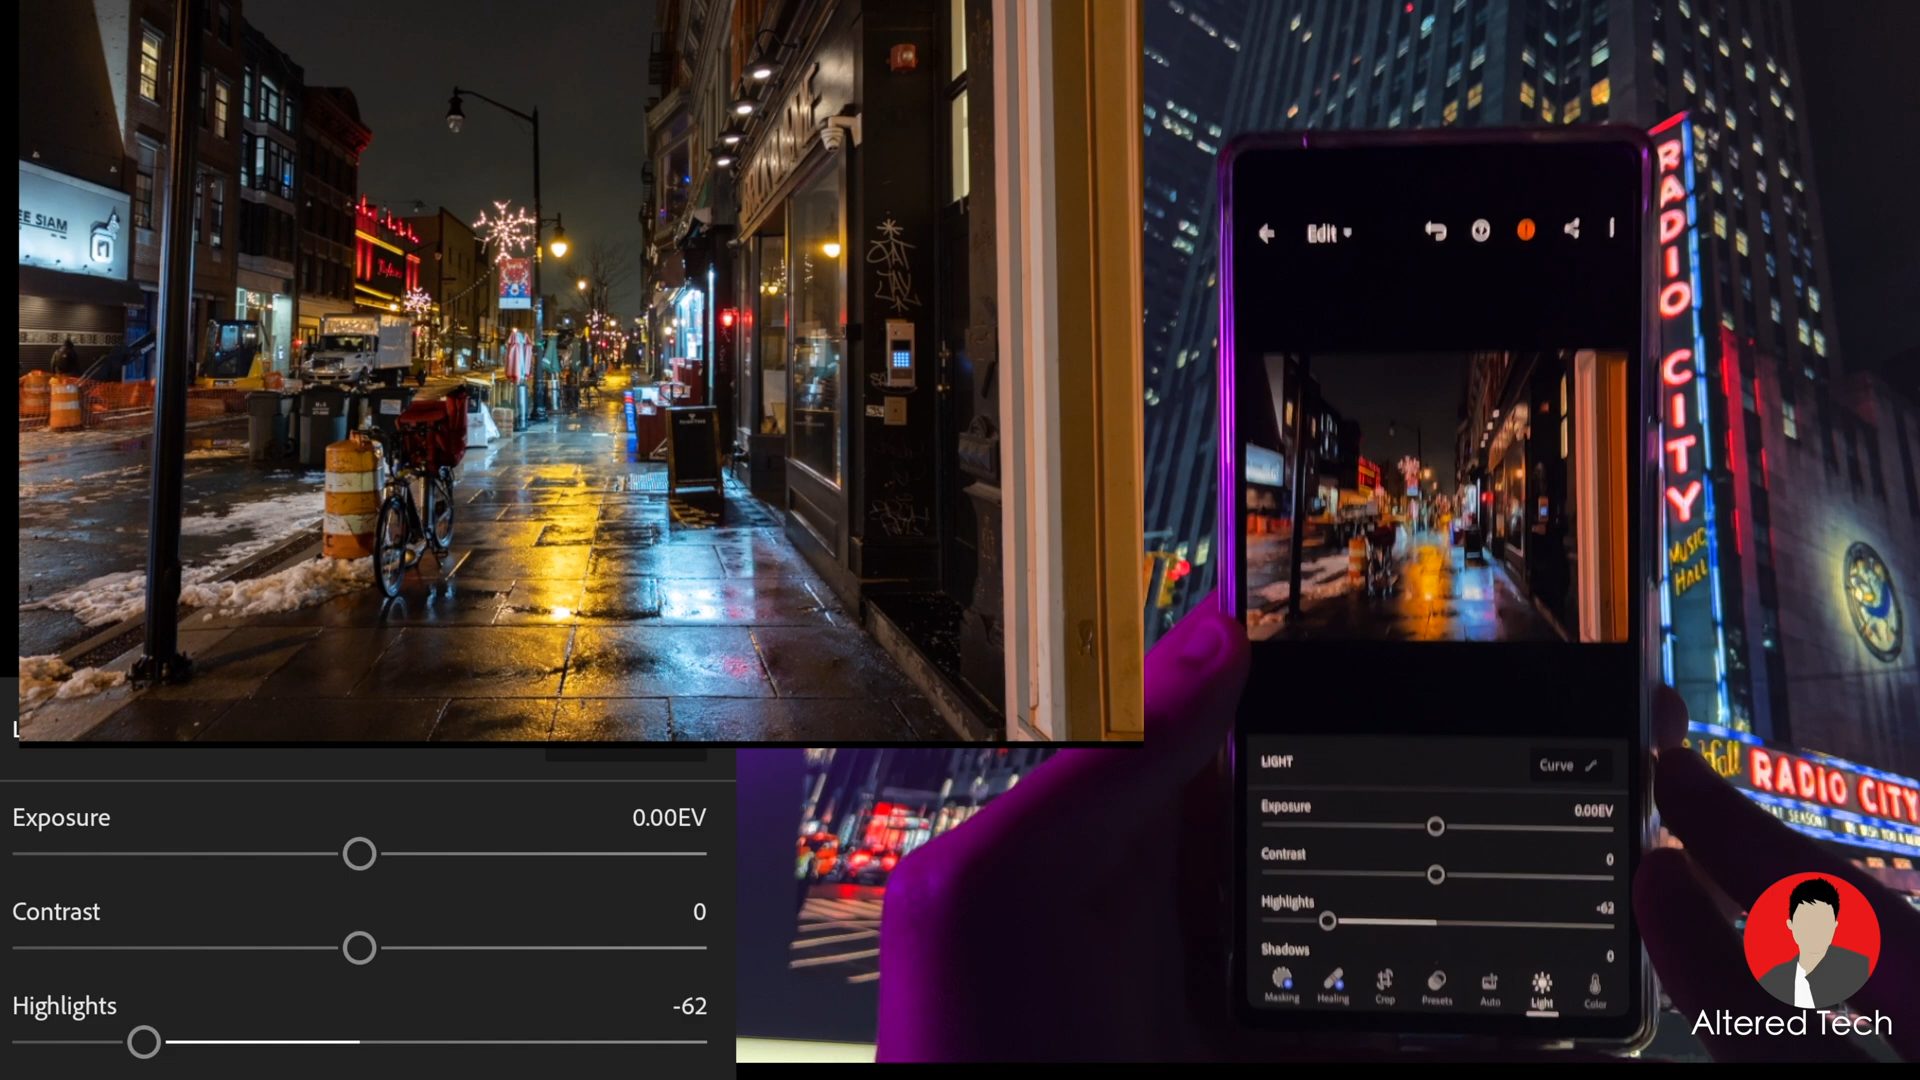 EE SIAM
L
Exposure
0.00EV
Contrast
0
Highlights
-62
Edit
LIGHT
Curve
Exposure
0.00EV
Contrast
0
Highlights
-62
Shadows
0
Masking
Healing
Crop
Presets
Auto
Light
Color
RADIO CITY
MUSIC
HALL
Hall
RADIO CITY
Altered Tech